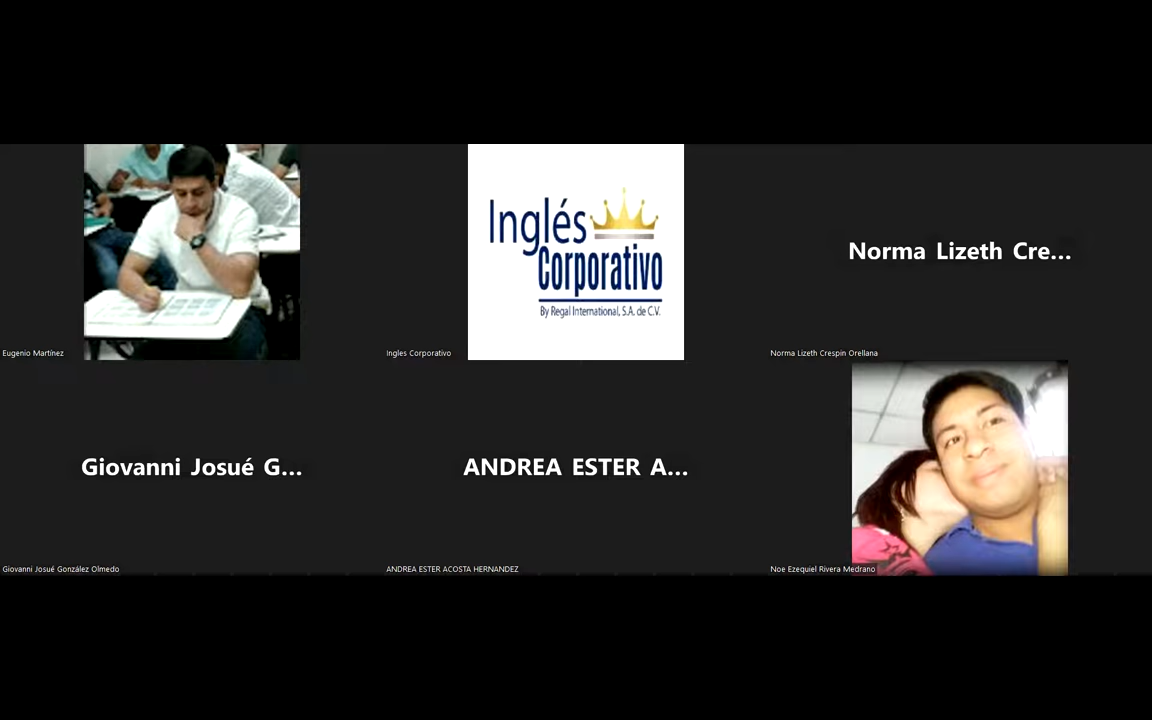 Inglés
Corporativo
By Regal International, S.A. de C.V.
Norma Lizeth Cre...
Eugenio Martínez
Ingles Corporativo
Norma Lizeth Crespin Orellana
Giovanni Josué G...
ANDREA ESTER A...
Giovanni Josué González Olmedo
ANDREA ESTER ACOSTA HERNANDEZ
Noe Ezequiel Rivera Medrano